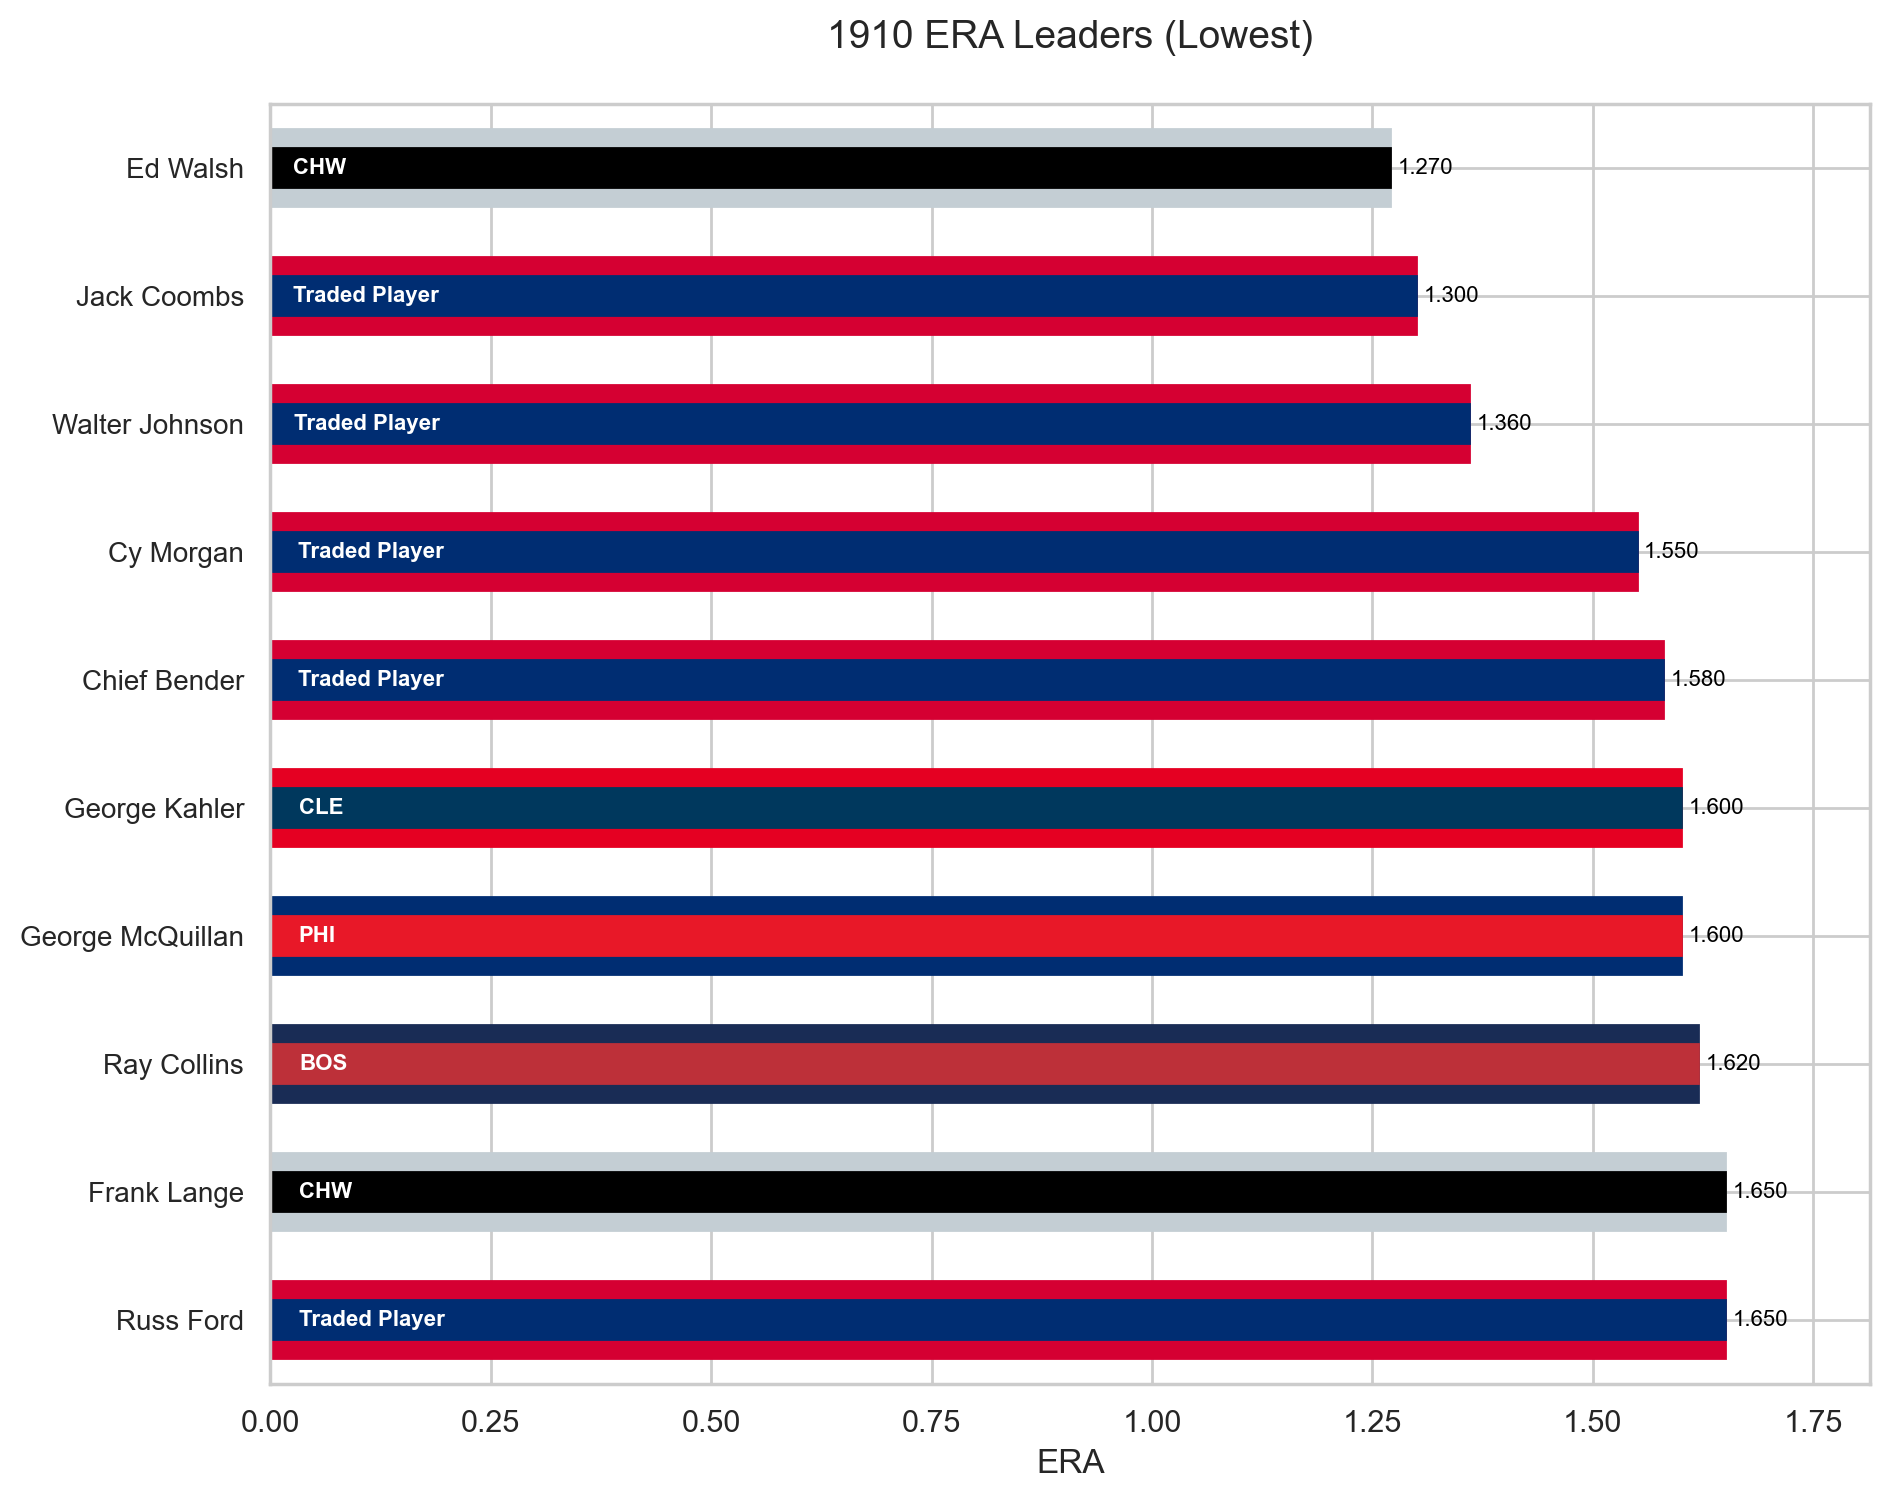 1910 ERA Leaders (Lowest)
Ed Walsh CHW 1.270
Jack Coombs Traded Player 1.300
Walter Johnson Traded Player 1.360
Cy Morgan Traded Player 1.550
Chief Bender Traded Player 1.580
George Kahler CLE 1.600
George McQuillan PHI 1.600
Ray Collins BOS 1.620
Frank Lange CHW 1.650
Russ Ford Traded Player 1.650
0.00 0.25 0.50 0.75 1.00 1.25 1.50 1.75
ERA